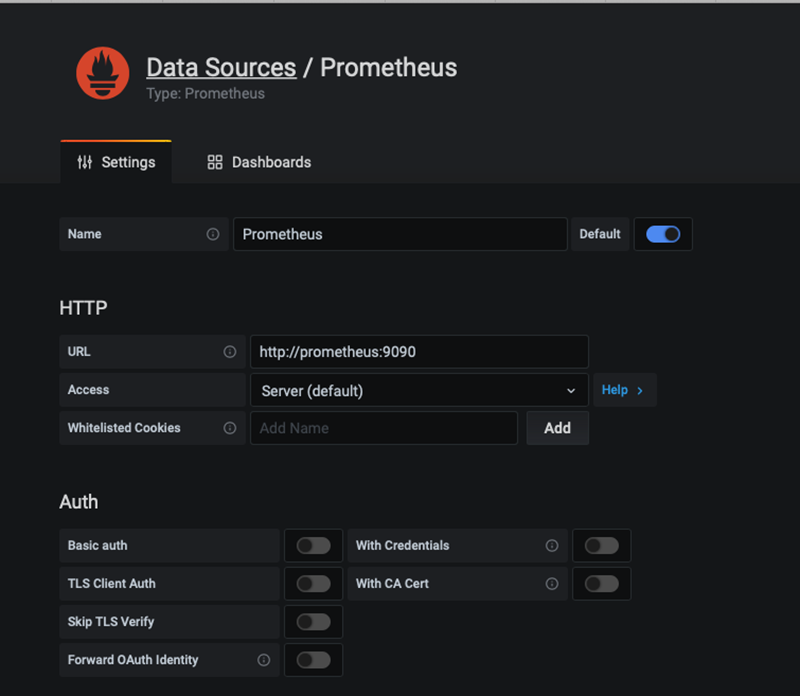 Data Sources / Prometheus
Type: Prometheus
Settings Dashboards
Name Prometheus Default
HTTP
URL http://prometheus:9090
Access Server (default) Help >
Whitelisted Cookies Add Name Add
Auth
Basic auth With Credentials
TLS Client Auth With CA Cert
Skip TLS Verify
Forward OAuth Identity